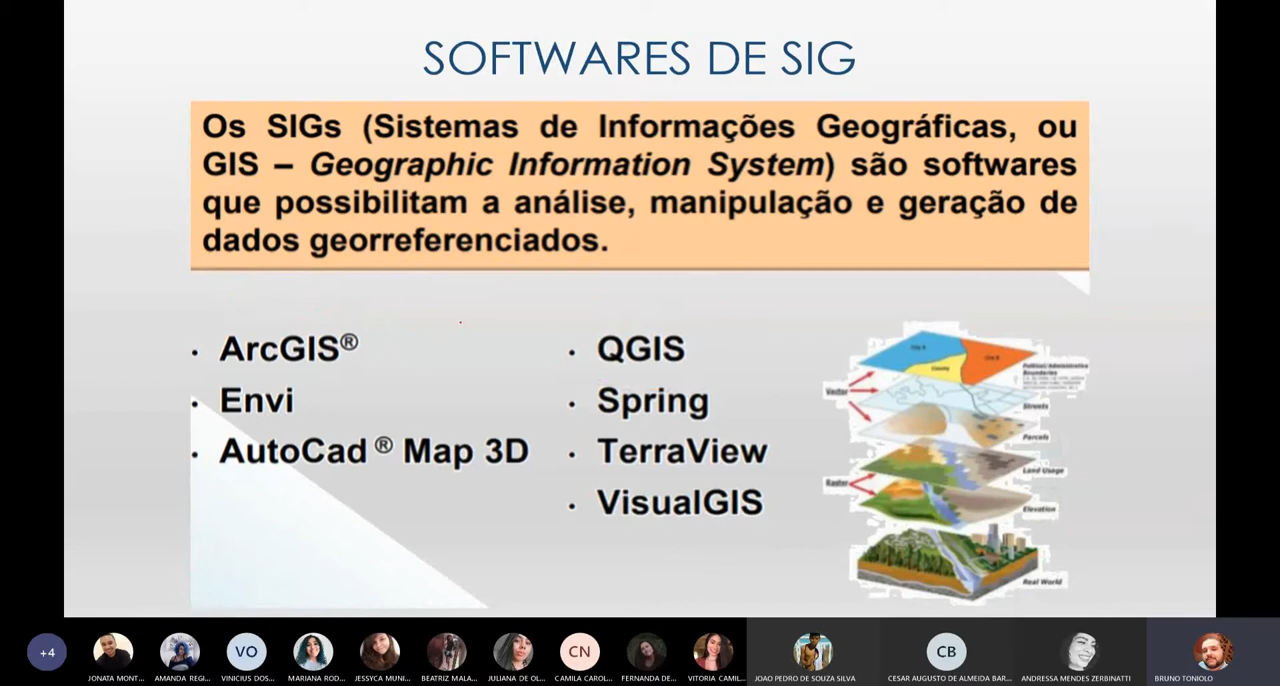 SOFTWARES DE SIG
Os SIGs (Sistemas de Informações Geográficas, ou
GIS – Geographic Information System) são softwares
que possibilitam a análise, manipulação e geração de
dados georreferenciados.
· ArcGIS®
· Envi
· AutoCad ® Map 3D
· QGIS
· Spring
· TerraView
· VisualGIS
County
Political/Administrative
Boundaries
Vector
Streets
Parcels
Land Usage
Raster
Elevation
Real World
+4
JONATA MONT...
AMANDA REGI...
VO
VINICIUS DOS...
MARIANA ROD...
JESSYCA MUNI...
BEATRIZ MALA...
JULIANA DE OL...
CN
CAMILA CAROL...
FERNANDA DE...
VITORIA CAMIL...
JOAO PEDRO DE SOUZA SILVA
CB
CESAR AUGUSTO DE ALMEIDA BAR...
ANDRESSA MENDES ZERBINATTI
BRUNO TONIOLO